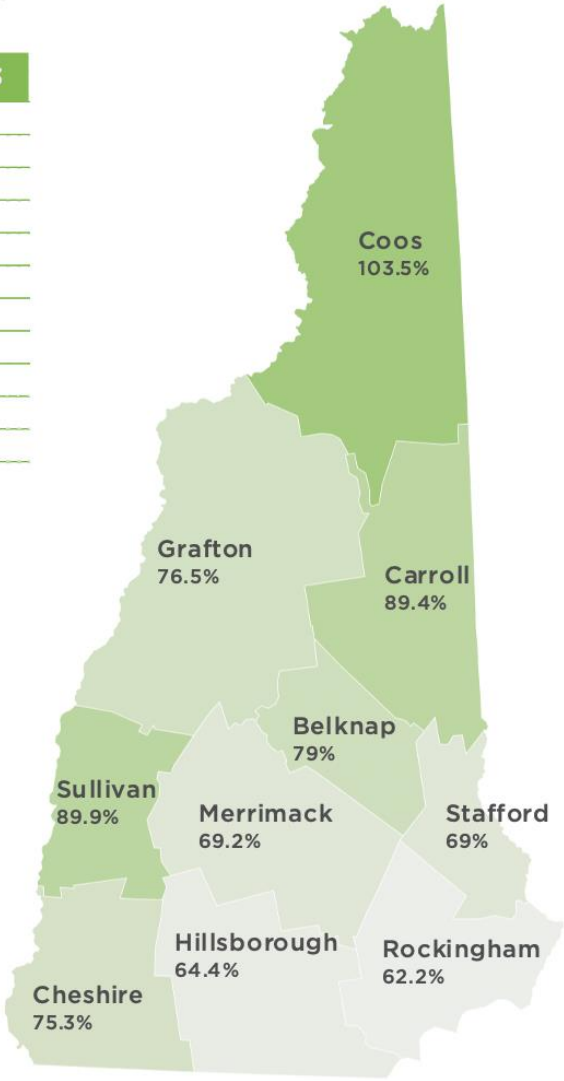 Coos
103.5%
Grafton
76.5%
Carroll
89.4%
Belknap
79%
Sullivan
89.9%
Merrimack
69.2%
Stafford
69%
Hillsborough
64.4%
Rockingham
62.2%
Cheshire
75.3%